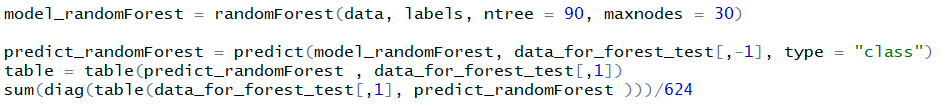 model_randomForest = randomForest(data, labels, ntree = 90, maxnodes = 30)
predict_randomForest = predict(model_randomForest, data_for_forest_test[,-1], type = "class")
table = table(predict_randomForest , data_for_forest_test[,1])
sum(diag(table(data_for_forest_test[,1], predict_randomForest )))/624